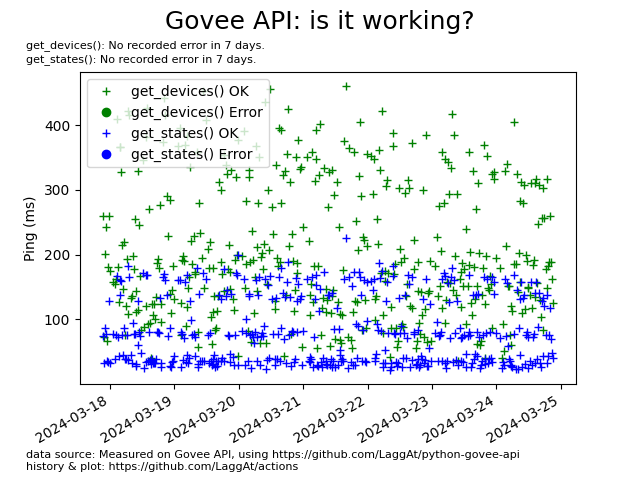 Govee API: is it working?
get_devices(): No recorded error in 7 days.
get_states(): No recorded error in 7 days.
get_devices() OK
get_devices() Error
get_states() OK
get_states() Error
Ping (ms)
400
300
200
100
2024-03-18
2024-03-19
2024-03-20
2024-03-21
2024-03-22
2024-03-23
2024-03-24
2024-03-25
data source: Measured on Govee API, using https://github.com/LaggAt/python-govee-api
history & plot: https://github.com/LaggAt/actions